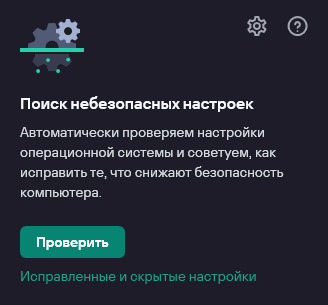 Поиск небезопасных настроек
Автоматически проверяем настройки
операционной системы и советуем, как
исправить те, что снижают безопасность
компьютера.
Проверить
Исправленные и скрытые настройки